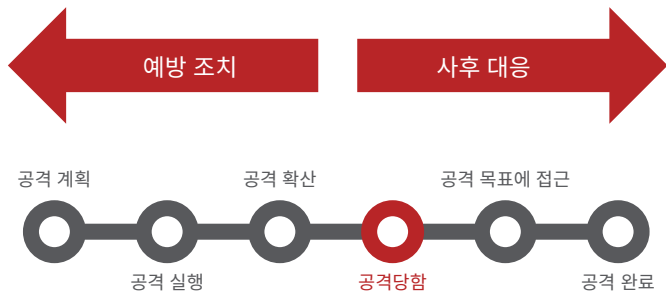 예방 조치
사후 대응
공격 계획
공격 확산
공격 목표에 접근
공격 실행
공격당함
공격 완료